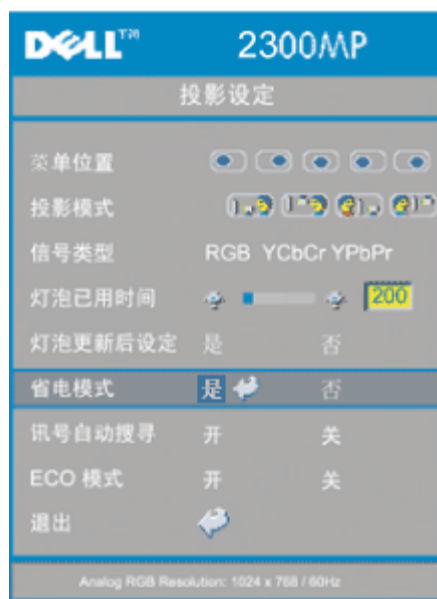 DELL™ 2300MP
投影设定
菜单位置
投影模式
信号类型 RGB YCbCr YPbPr
灯泡已用时间 200
灯泡更新后设定 是 否
省电模式 是 否
讯号自动搜寻 开 关
ECO 模式 开 关
退出
Analog RGB Resolution: 1024 x 768 / 60Hz